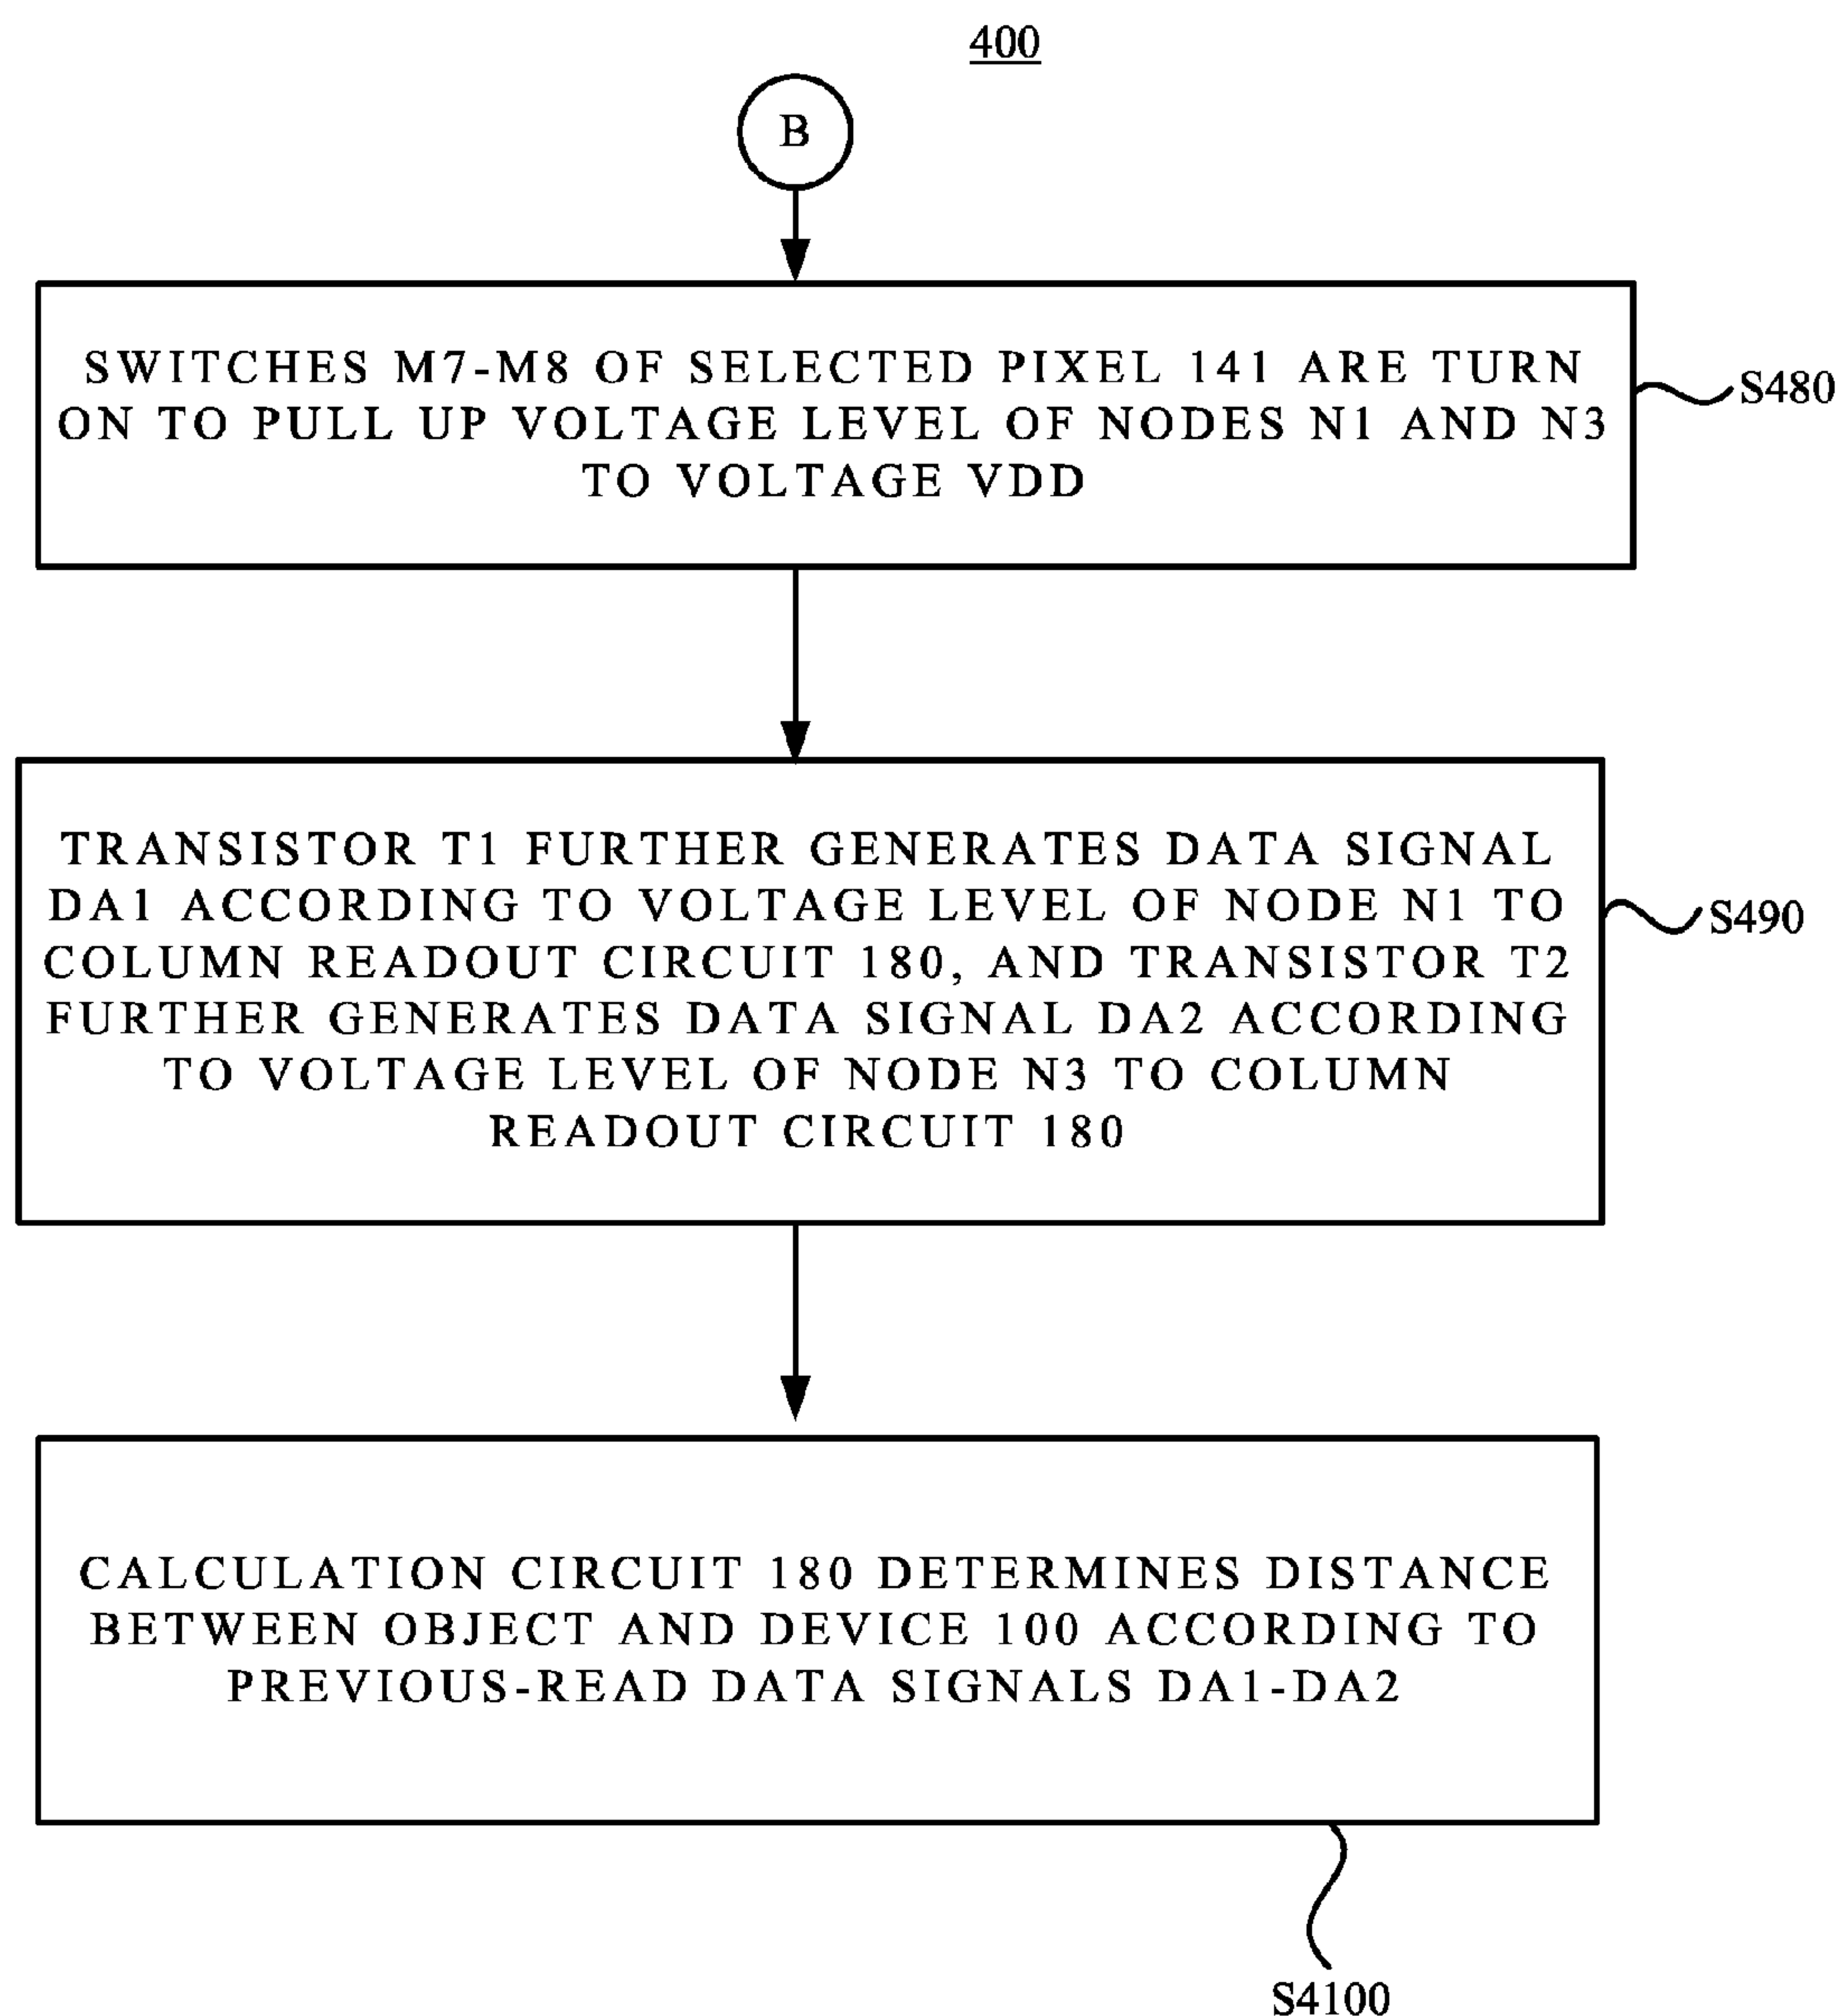 400
B
SWITCHES M7-M8 OF SELECTED PIXEL 141 ARE TURN
ON TO PULL UP VOLTAGE LEVEL OF NODES N1 AND N3
TO VOLTAGE VDD
S480
TRANSISTOR T1 FURTHER GENERATES DATA SIGNAL
DA1 ACCORDING TO VOLTAGE LEVEL OF NODE N1 TO
COLUMN READOUT CIRCUIT 180, AND TRANSISTOR T2
FURTHER GENERATES DATA SIGNAL DA2 ACCORDING
TO VOLTAGE LEVEL OF NODE N3 TO COLUMN
READOUT CIRCUIT 180
S490
CALCULATION CIRCUIT 180 DETERMINES DISTANCE
BETWEEN OBJECT AND DEVICE 100 ACCORDING TO
PREVIOUS-READ DATA SIGNALS DA1-DA2
S4100